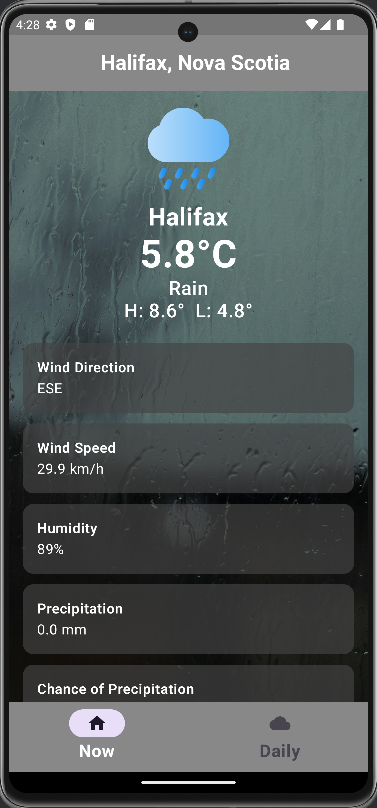 4:28
Halifax, Nova Scotia
Halifax
5.8°C
Rain
H: 8.6° L: 4.8°
Wind Direction
ESE
Wind Speed
29.9 km/h
Humidity
89%
Precipitation
0.0 mm
Chance of Precipitation
Now
Daily